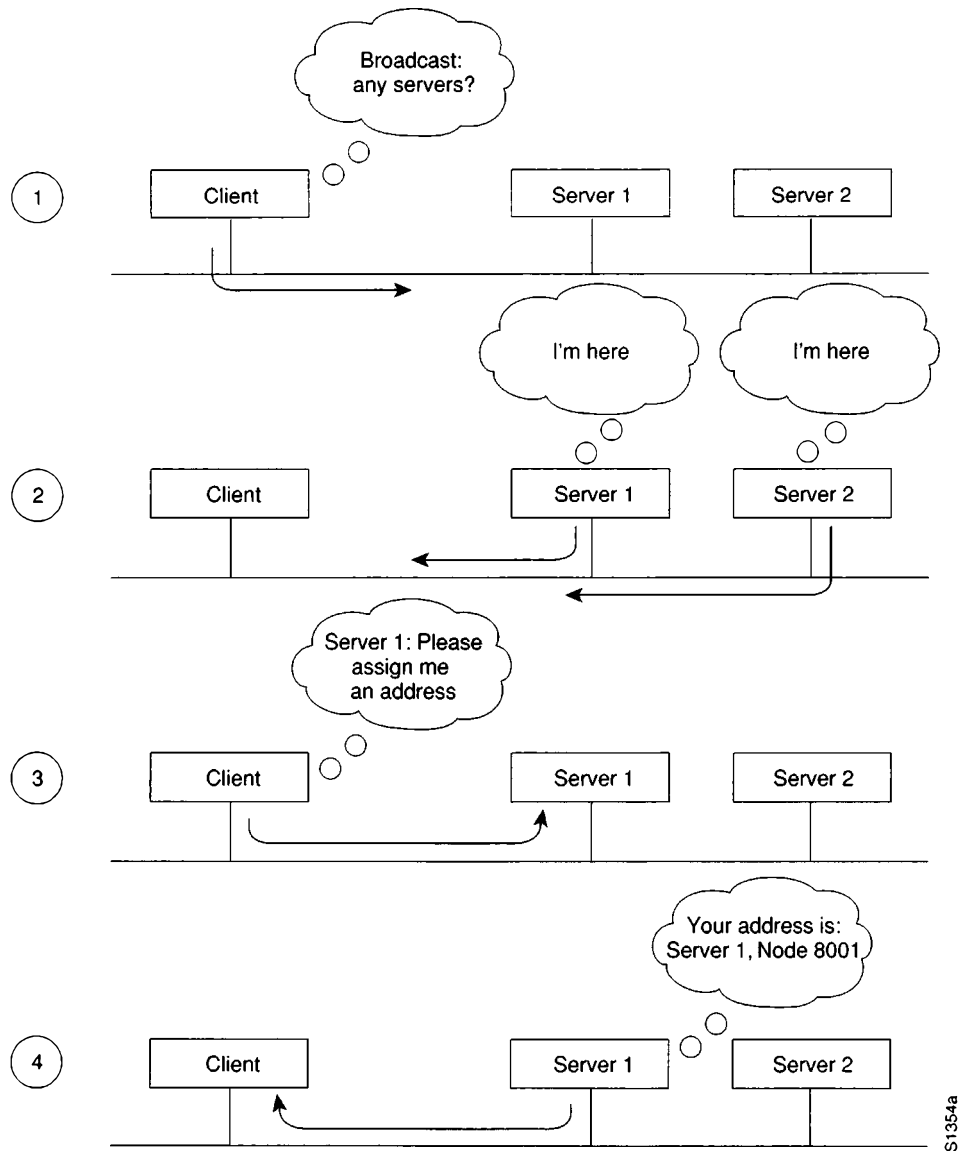 Broadcast:
any servers?
1
Client
Server 1
Server 2
I'm here
I'm here
2
Client
Server 1
Server 2
Server 1: Please
assign me
an address
3
Client
Server 1
Server 2
Your address is:
Server 1, Node 8001
4
Client
Server 1
Server 2
S1354a